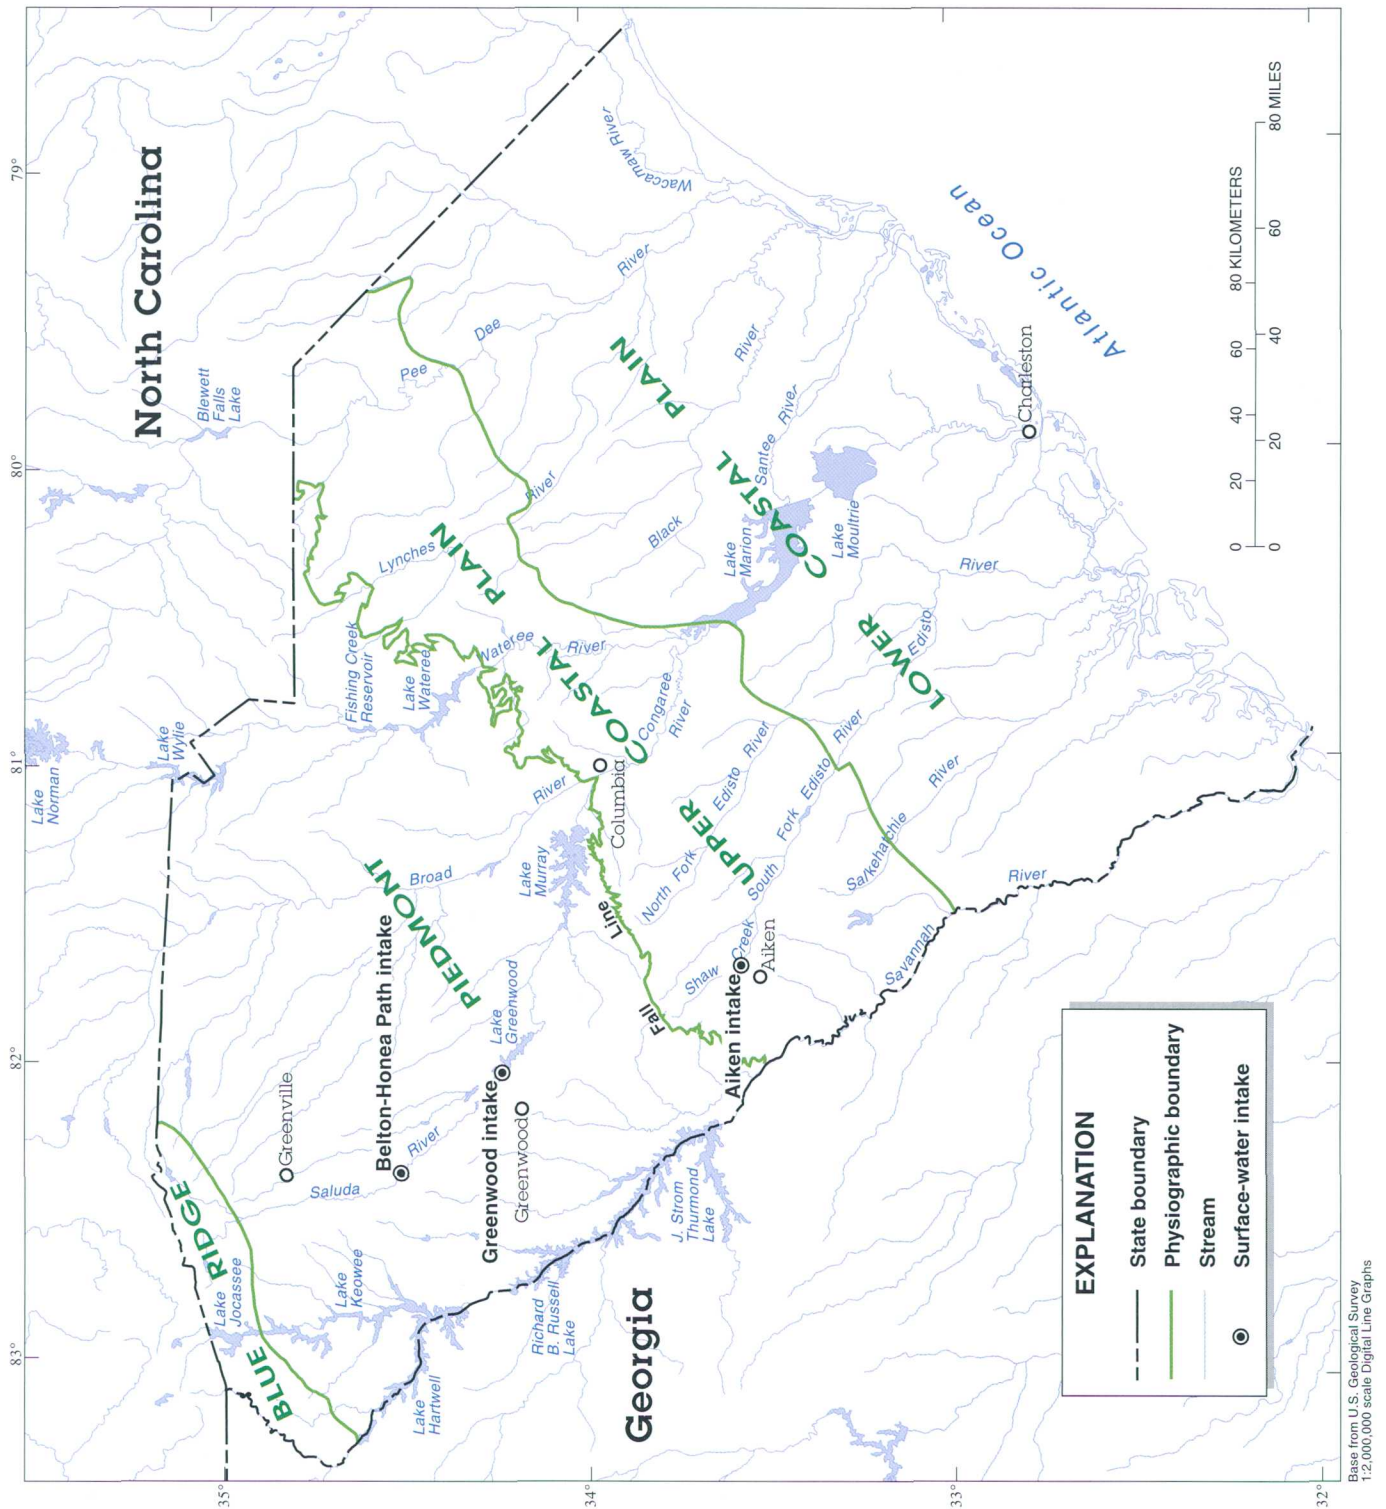 83°
82°
81°
80°
79°
35°
34°
33°
32°
North Carolina
Georgia
Atlantic Ocean
BLUE RIDGE
PIEDMONT
UPPER COASTAL PLAIN
LOWER COASTAL PLAIN
Fall Line
Lake
Norman
Lake
Wylie
Blewett
Falls
Lake
Fishing Creek
Reservoir
Lake
Wateree
Lake
Jocassee
Lake
Keowee
Lake
Hartwell
Richard
B. Russell
Lake
J. Strom
Thurmond
Lake
Lake
Greenwood
Lake
Murray
Lake
Marion
Lake
Moultrie
Greenville
Belton-Honea Path intake
Greenwood intake
Greenwood
Columbia
Aiken intake
Aiken
Charleston
Saluda River
Broad River
Wateree River
Congaree
River
Lynches River
Pee Dee River
Waccamaw River
Black River
Santee River
North Fork Edisto River
South Fork Edisto River
Edisto River
Shaw Creek
Salkehatchie River
Savannah River
EXPLANATION
State boundary
Physiographic boundary
Stream
Surface-water intake
0 20 40 60 80 KILOMETERS
0 20 40 60 80 MILES
Base from U.S. Geological Survey
1:2,000,000 scale Digital Line Graphs